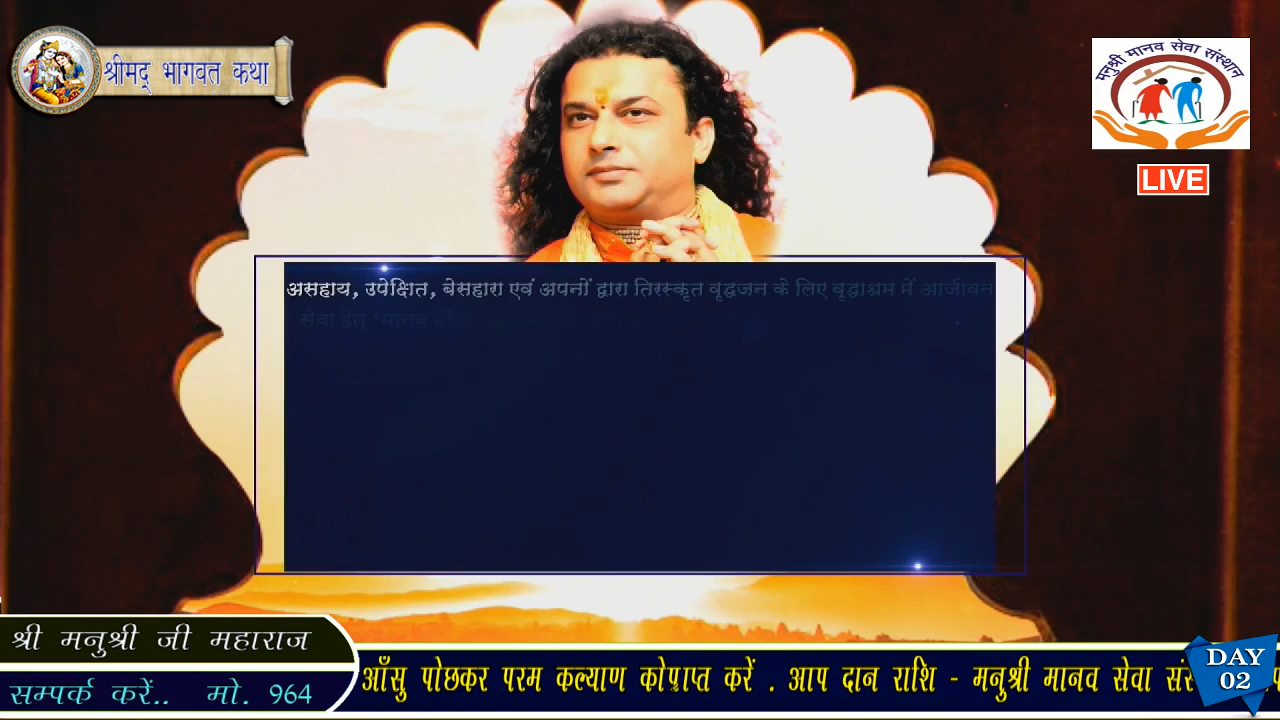 श्रीमद् भागवत कथा
मनुश्री मानव सेवा संस्थान
LIVE
असहाय, उपेक्षित, बेसहारा एवं अपनों द्वारा तिरस्कृत वृद्धजन के लिए वृद्धाश्रम में आजीवन
सेवा हेतु
श्री मनुश्री जी महाराज
सम्पर्क करें.. मो. 964
आँसु पोछकर परम कल्याण कोप्राप्त करें . आप दान राशि - मनुश्री मानव सेवा
DAY
02